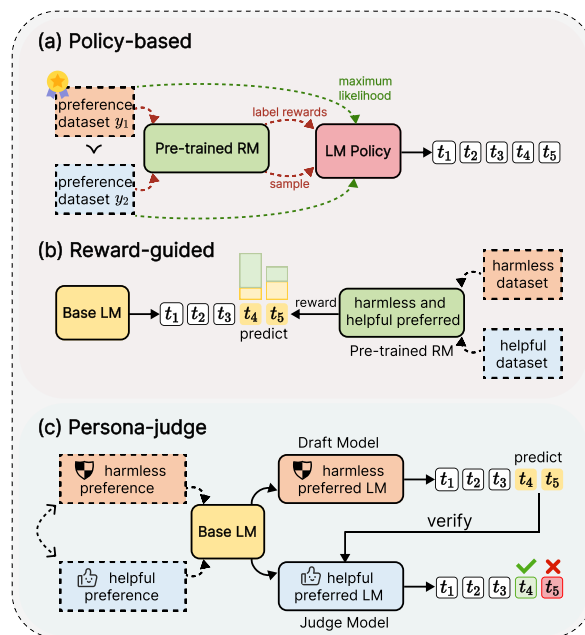 (a) Policy-based
maximum
likelihood
preference
dataset y₁
label rewards
Pre-trained RM
LM Policy
t₁ t₂ t₃ t₄ t₅
sample
preference
dataset y₂
(b) Reward-guided
harmless
dataset
Base LM
t₁ t₂ t₃ t₄ t₅
predict
reward
harmless and
helpful preferred
Pre-trained RM
helpful
dataset
(c) Persona-judge
Draft Model
harmless
preference
harmless
preferred LM
predict
t₁ t₂ t₃ t₄ t₅
Base LM
verify
helpful
preference
helpful
preferred LM
t₁ t₂ t₃ t₄ t₅
Judge Model